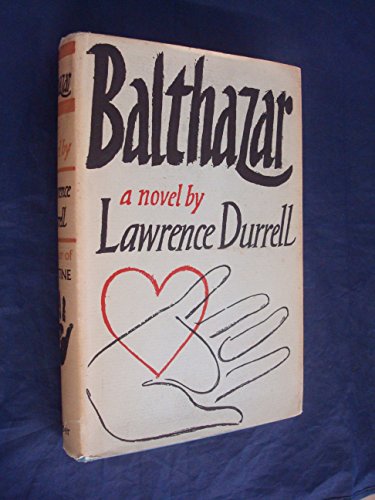 Balthazar
a novel by
Lawrence Durrell